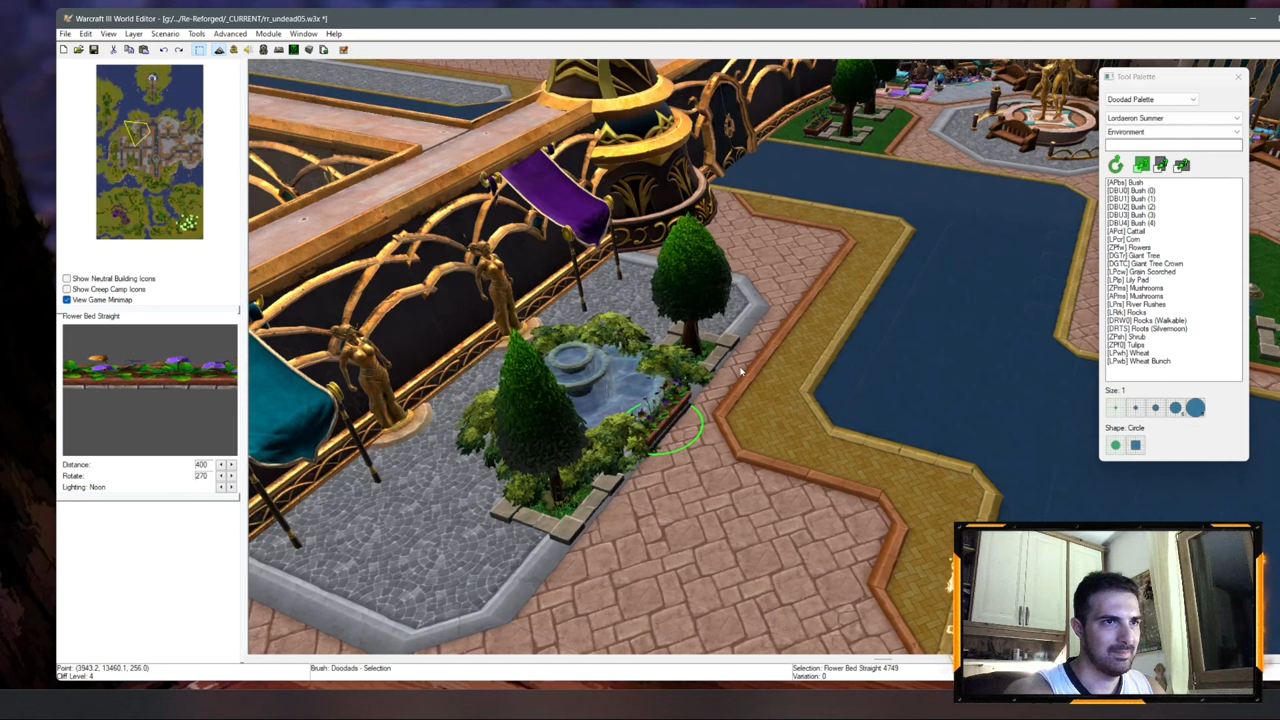 Warcraft III World Editor - [g:/../Re-Reforged/_CURRENT/rr_undead05.w3x *]
File Edit View Layer Scenario Tools Advanced Module Window Help
Tool Palette
Doodad Palette
Lordaeron Summer
Environment
[APbs] Bush
[DBU0] Bush (0)
[DBU1] Bush (1)
[DBU2] Bush (2)
[DBU3] Bush (3)
[DBU4] Bush (4)
[APct] Cattail
[LPcr] Corn
[ZPfw] Flowers
[DGTr] Giant Tree
[DGTC] Giant Tree Crown
[LPcw] Grain Scorched
[LPlp] Lily Pad
[ZPms] Mushrooms
[APms] Mushrooms
[LPrs] River Rushes
[LRrk] Rocks
[DRW0] Rocks (Walkable)
[DRTS] Roots (Silvermoon)
[ZPsh] Shrub
[ZPf0] Tulips
[LPwh] Wheat
[LPwb] Wheat Bunch
Size: 1
Shape: Circle
Show Neutral Building Icons
Show Creep Camp Icons
View Game Minimap
Flower Bed Straight
Distance: 400
Rotate: 270
Lighting: Noon
Point: (3943.2, 13460.1, 256.0)
Cliff Level: 4
Brush: Doodads - Selection
Selection: Flower Bed Straight 4749
Variation: 0